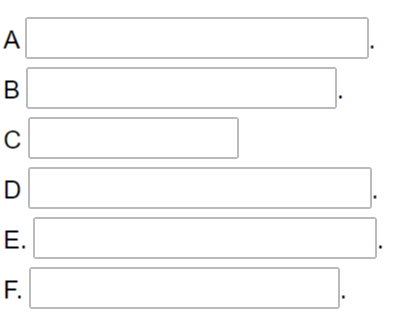 A .
B .
C
D .
E. .
F. .